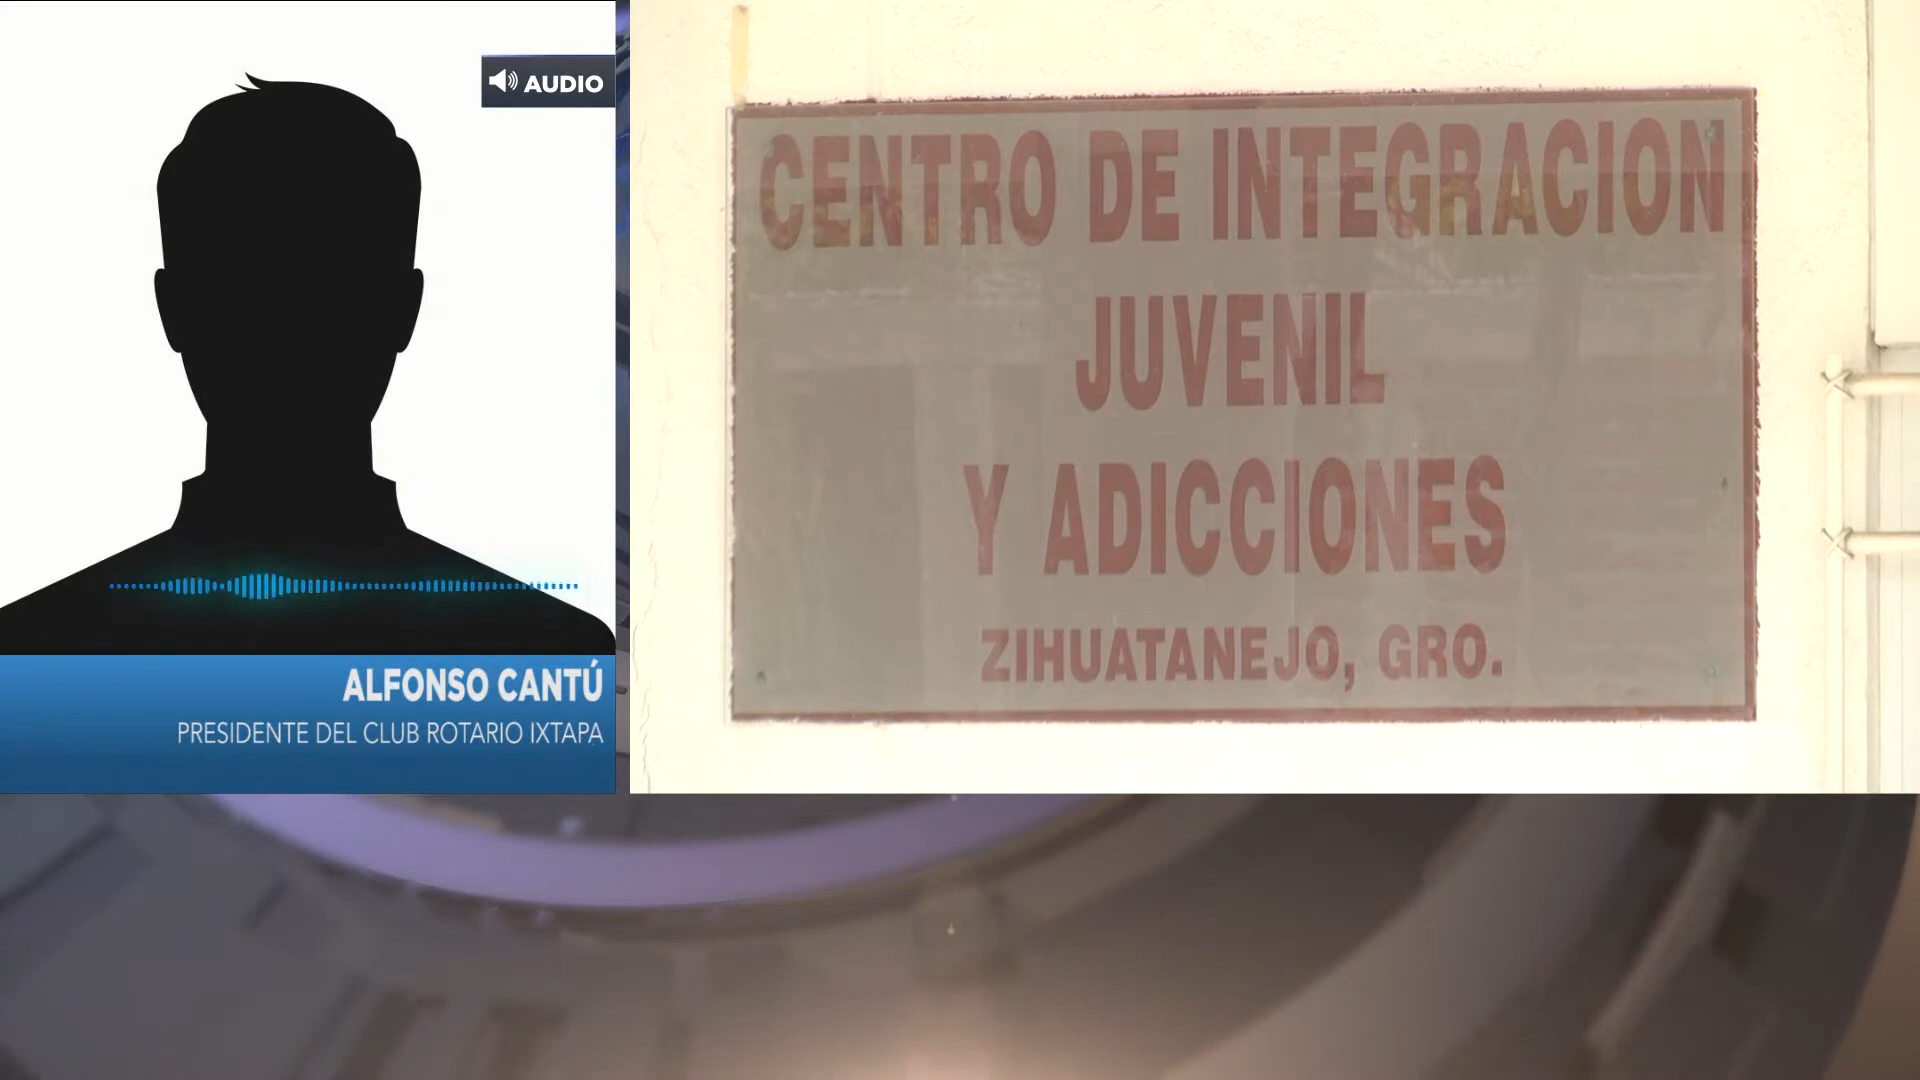 AUDIO
ALFONSO CANTÚ
PRESIDENTE DEL CLUB ROTARIO IXTAPA
CENTRO DE INTEGRACION
JUVENIL
Y ADICCIONES
ZIHUATANEJO, GRO.